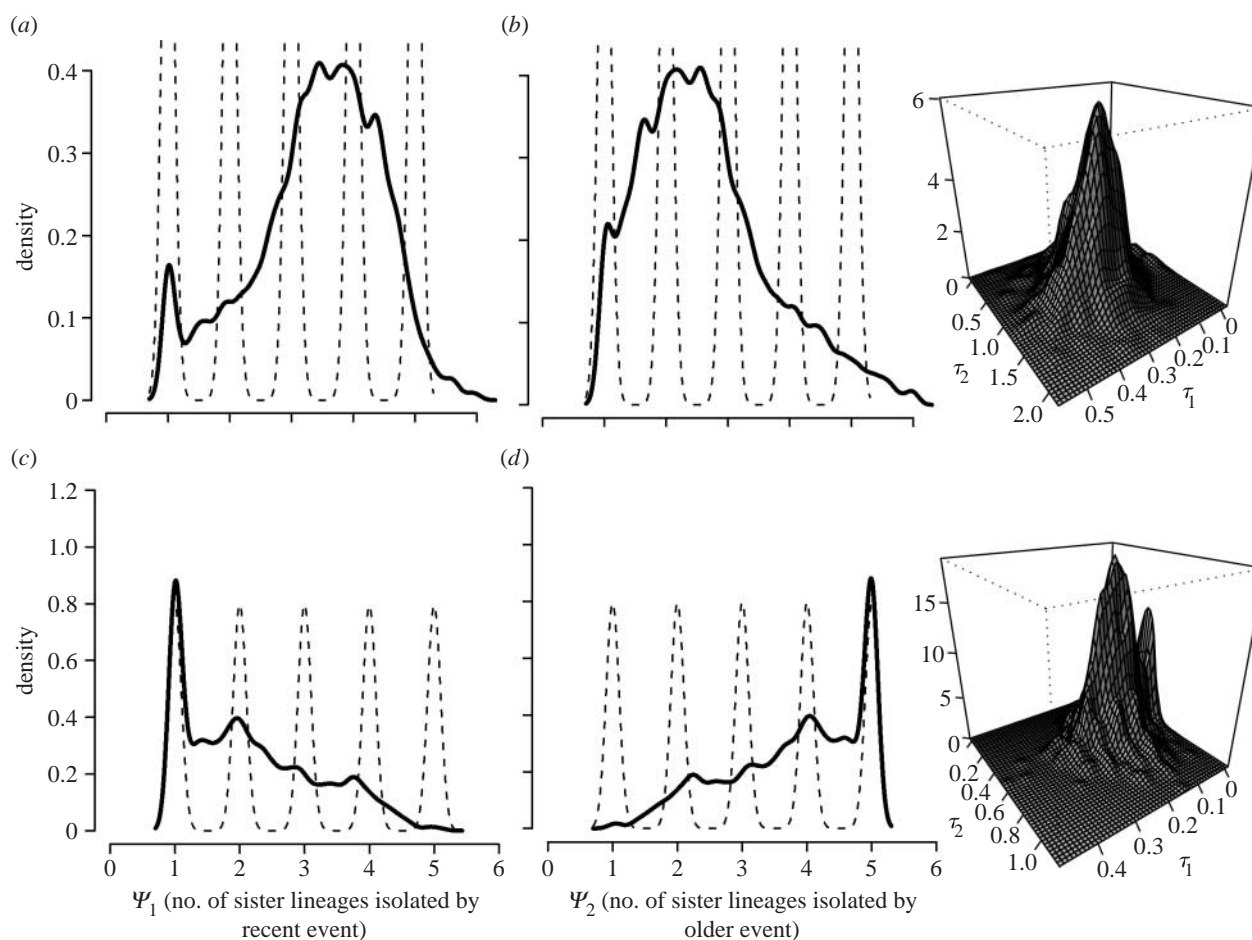 (a)
(b)
density
0.4
0.3
0.2
0.1
0
6
4
2
0
0.5
1.0
1.5
2.0
τ2
0
0.1
0.2
0.3
0.4
0.5
τ1
(c)
(d)
density
1.2
1.0
0.8
0.6
0.4
0.2
0
0 1 2 3 4 5 6
Ψ1 (no. of sister lineages isolated by
recent event)
0 1 2 3 4 5 6
Ψ2 (no. of sister lineages isolated by
older event)
15
10
5
0
0.2
0.4
0.6
0.8
1.0
τ2
0
0.1
0.2
0.3
0.4
τ1